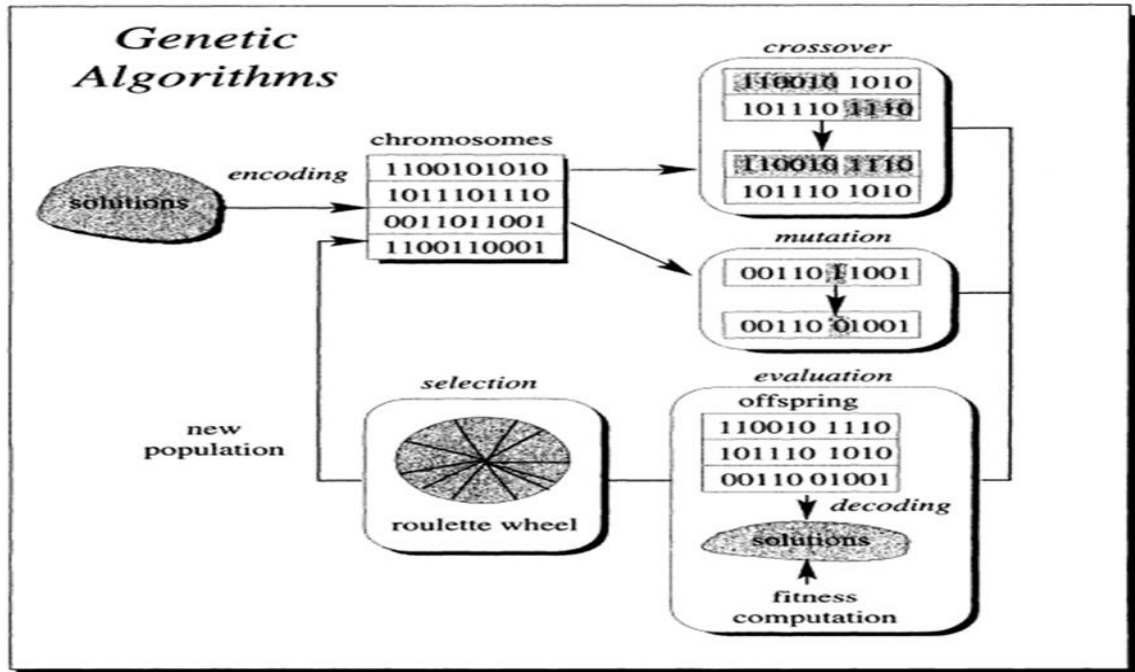 Genetic
Algorithms
solutions
encoding
chromosomes
1100101010
1011101110
0011011001
1100110001
crossover
110010 1010
101110 1110
110010 1110
101110 1010
mutation
00110 1 1001
00110 01001
evaluation
offspring
110010 1110
101110 1010
00110 01001
decoding
solutions
fitness
computation
selection
roulette wheel
new
population